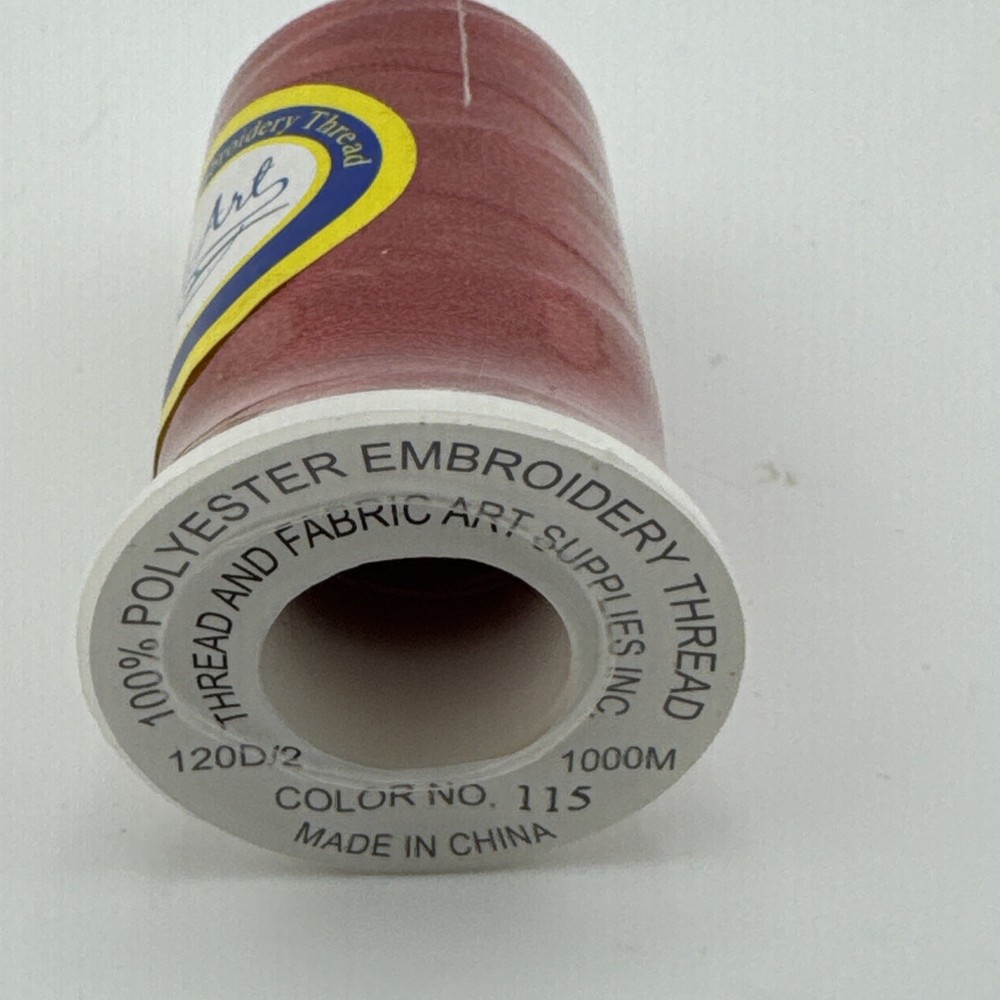 Thread
Art
100% POLYESTER EMBROIDERY THREAD
THREAD AND FABRIC ART SUPPLIES INC.
120D/2
1000M
COLOR NO. 115
MADE IN CHINA